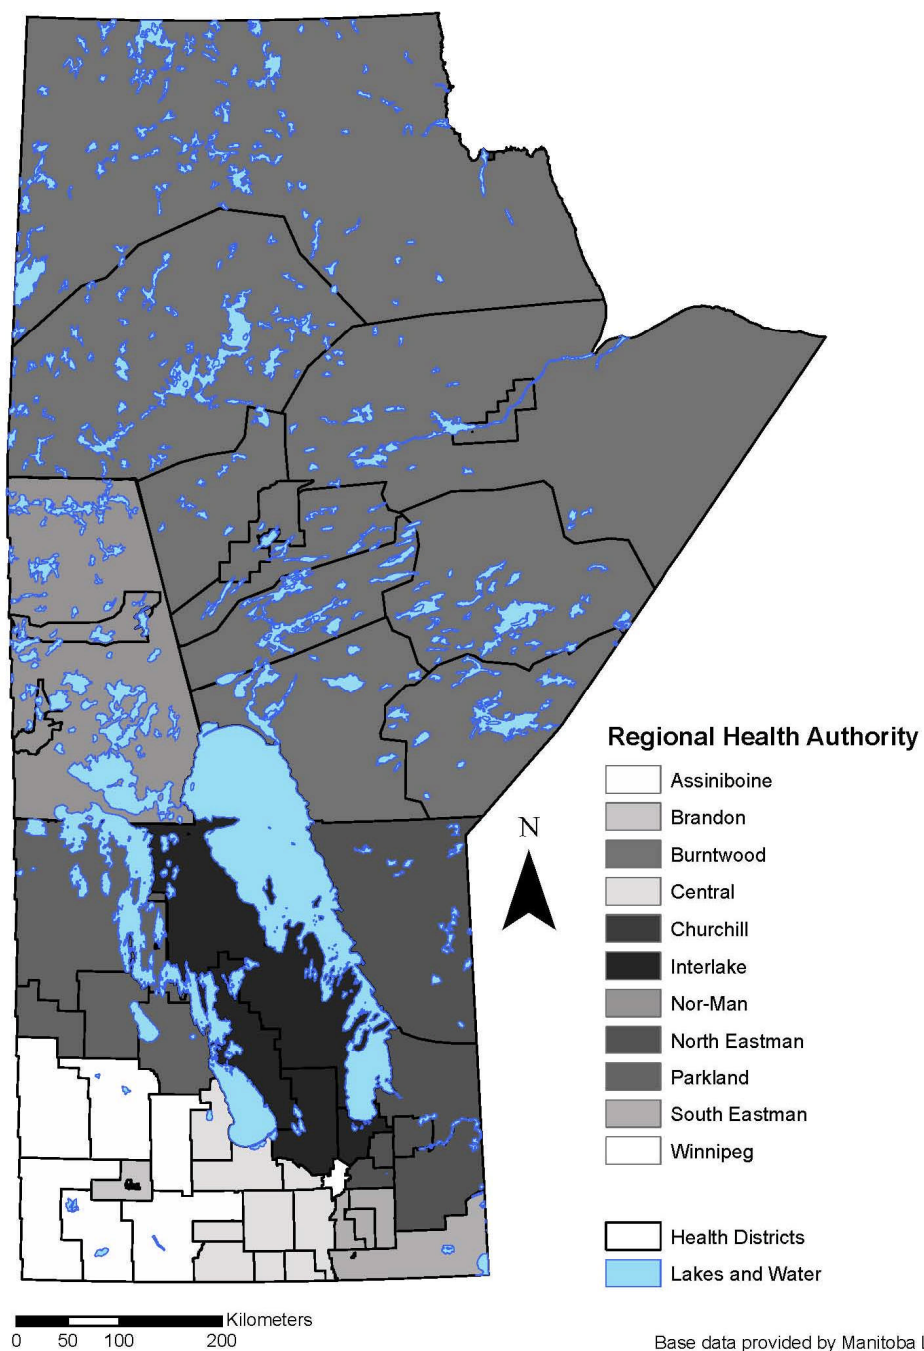 Regional Health Authority
Assiniboine
Brandon
Burntwood
Central
N
Churchill
Interlake
Nor-Man
North Eastman
Parkland
South Eastman
Winnipeg
Health Districts
Lakes and Water
Kilometers
0 50 100 200
Base data provided by Manitoba